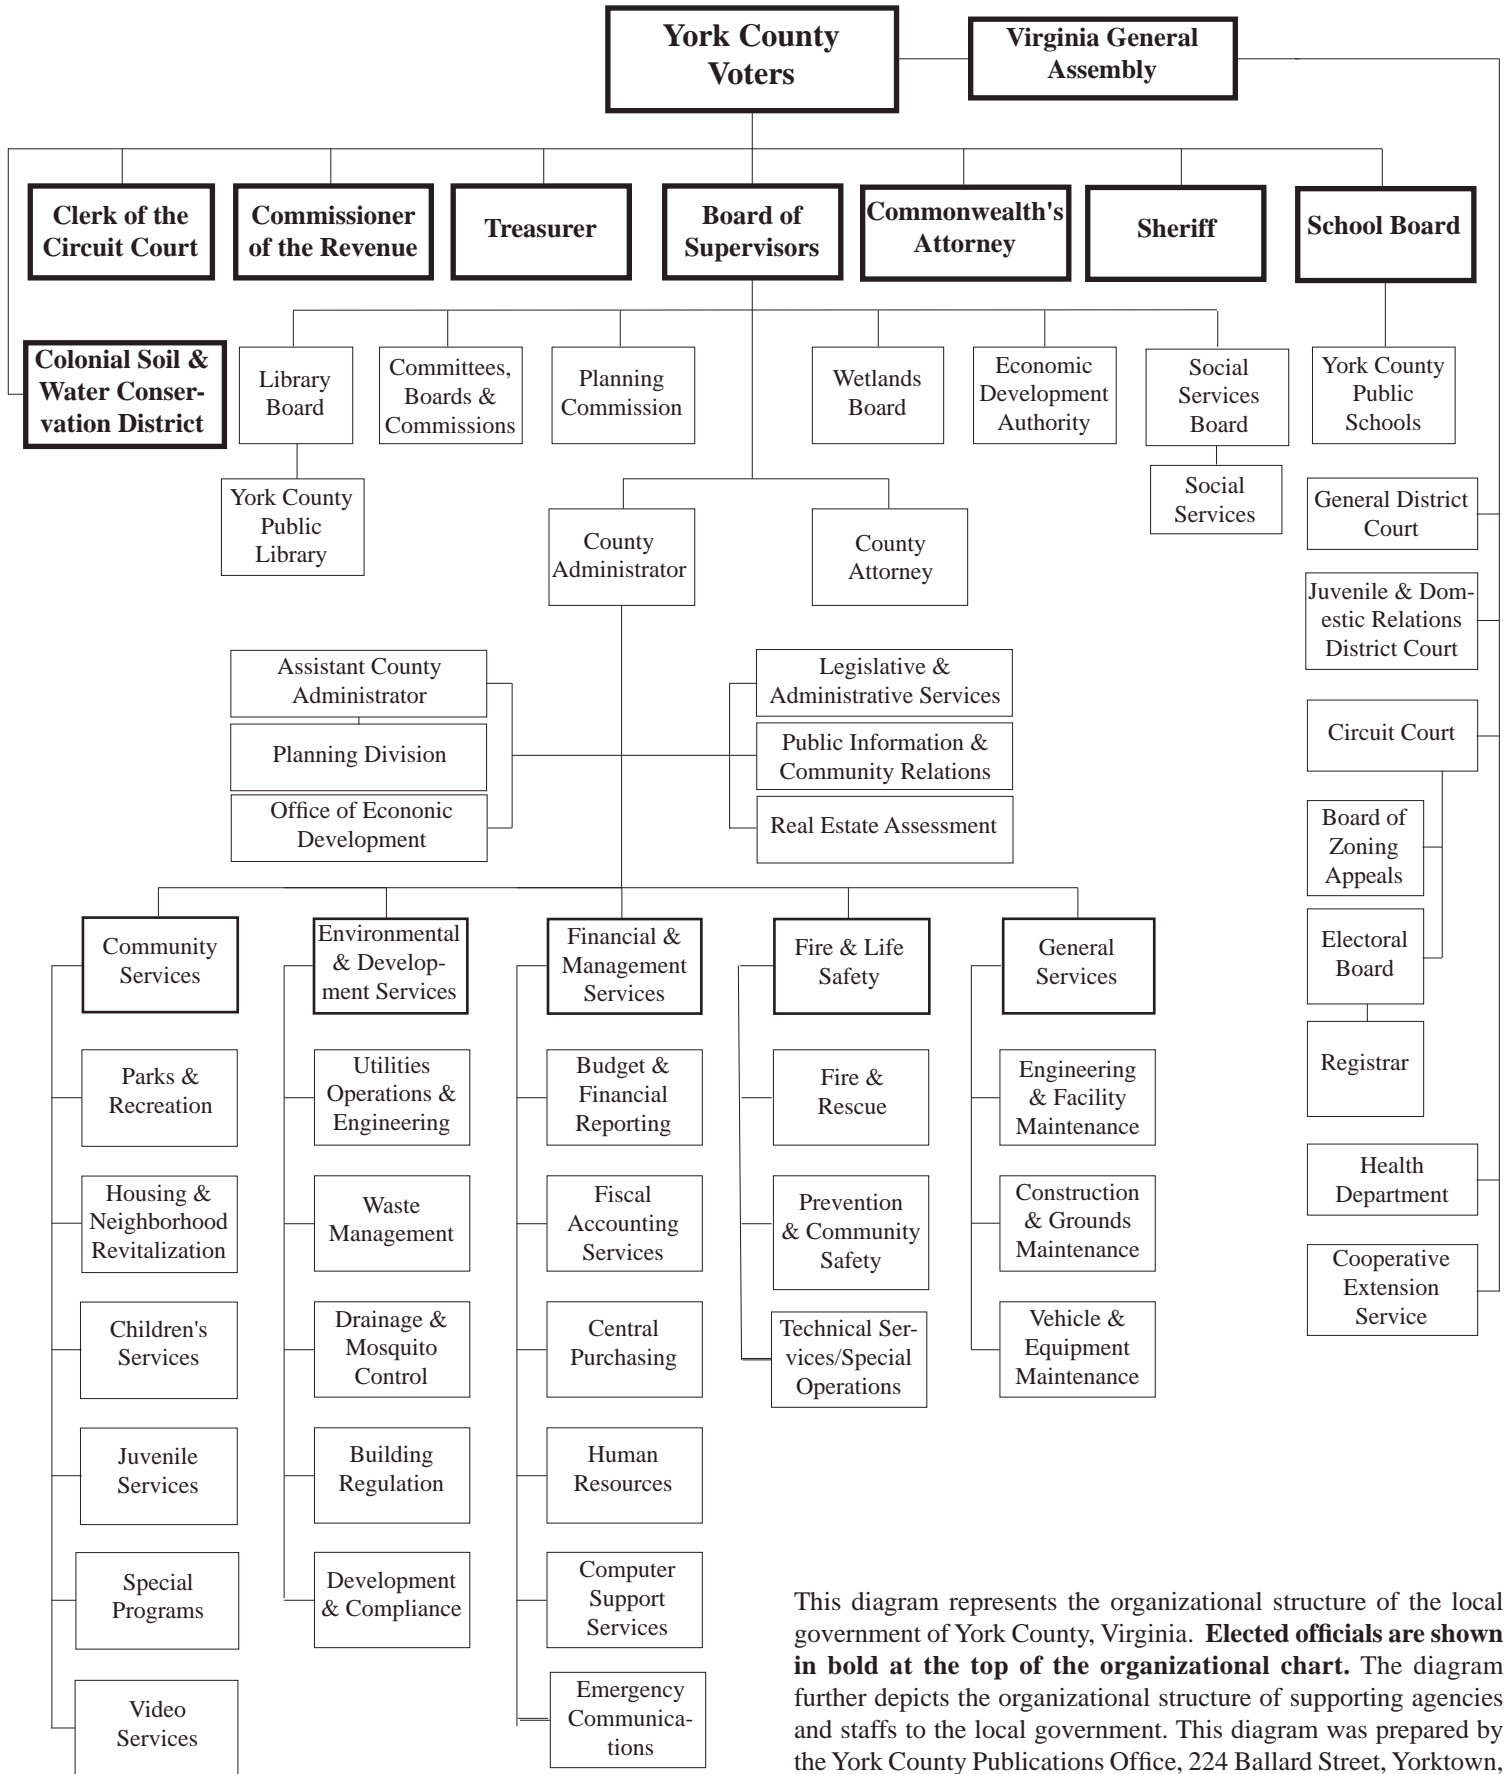 York County
Voters
Virginia General
Assembly
Clerk of the
Circuit Court
Commissioner
of the Revenue
Treasurer
Board of
Supervisors
Commonwealth's
Attorney
Sheriff
School Board
Colonial Soil &
Water Conser-
vation District
Library
Board
Committees,
Boards &
Commissions
Planning
Commission
Wetlands
Board
Economic
Development
Authority
Social
Services
Board
York County
Public
Schools
York County
Public
Library
Social
Services
County
Administrator
County
Attorney
General District
Court
Juvenile & Dom-
estic Relations
District Court
Assistant County
Administrator
Planning Division
Office of Econonic
Development
Legislative &
Administrative Services
Public Information &
Community Relations
Real Estate Assessment
Circuit Court
Board of
Zoning
Appeals
Electoral
Board
Registrar
Health
Department
Cooperative
Extension
Service
Community
Services
Parks &
Recreation
Housing &
Neighborhood
Revitalization
Children's
Services
Juvenile
Services
Special
Programs
Video
Services
Environmental
& Develop-
ment Services
Utilities
Operations &
Engineering
Waste
Management
Drainage &
Mosquito
Control
Building
Regulation
Development
& Compliance
Financial &
Management
Services
Budget &
Financial
Reporting
Fiscal
Accounting
Services
Central
Purchasing
Human
Resources
Computer
Support
Services
Emergency
Communica-
tions
Fire & Life
Safety
Fire &
Rescue
Prevention
& Community
Safety
Technical Ser-
vices/Special
Operations
General
Services
Engineering
& Facility
Maintenance
Construction
& Grounds
Maintenance
Vehicle &
Equipment
Maintenance
This diagram represents the organizational structure of the local
government of York County, Virginia. Elected officials are shown
in bold at the top of the organizational chart. The diagram
further depicts the organizational structure of supporting agencies
and staffs to the local government. This diagram was prepared by
the York County Publications Office, 224 Ballard Street, Yorktown,